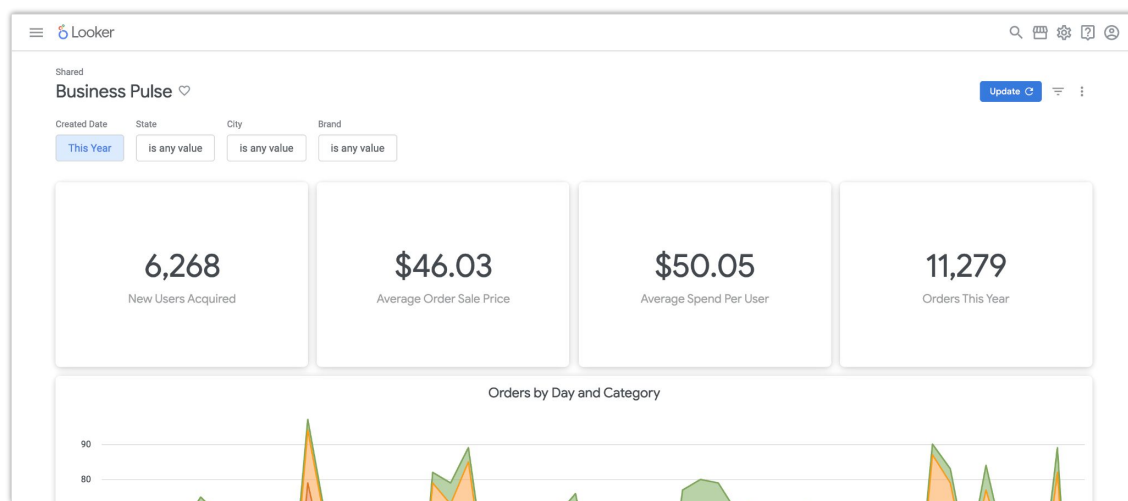 Looker
Shared
Business Pulse
Update
Created Date State City Brand
This Year is any value is any value is any value
6,268 $46.03 $50.05 11,279
New Users Acquired Average Order Sale Price Average Spend Per User Orders This Year
Orders by Day and Category
90
80